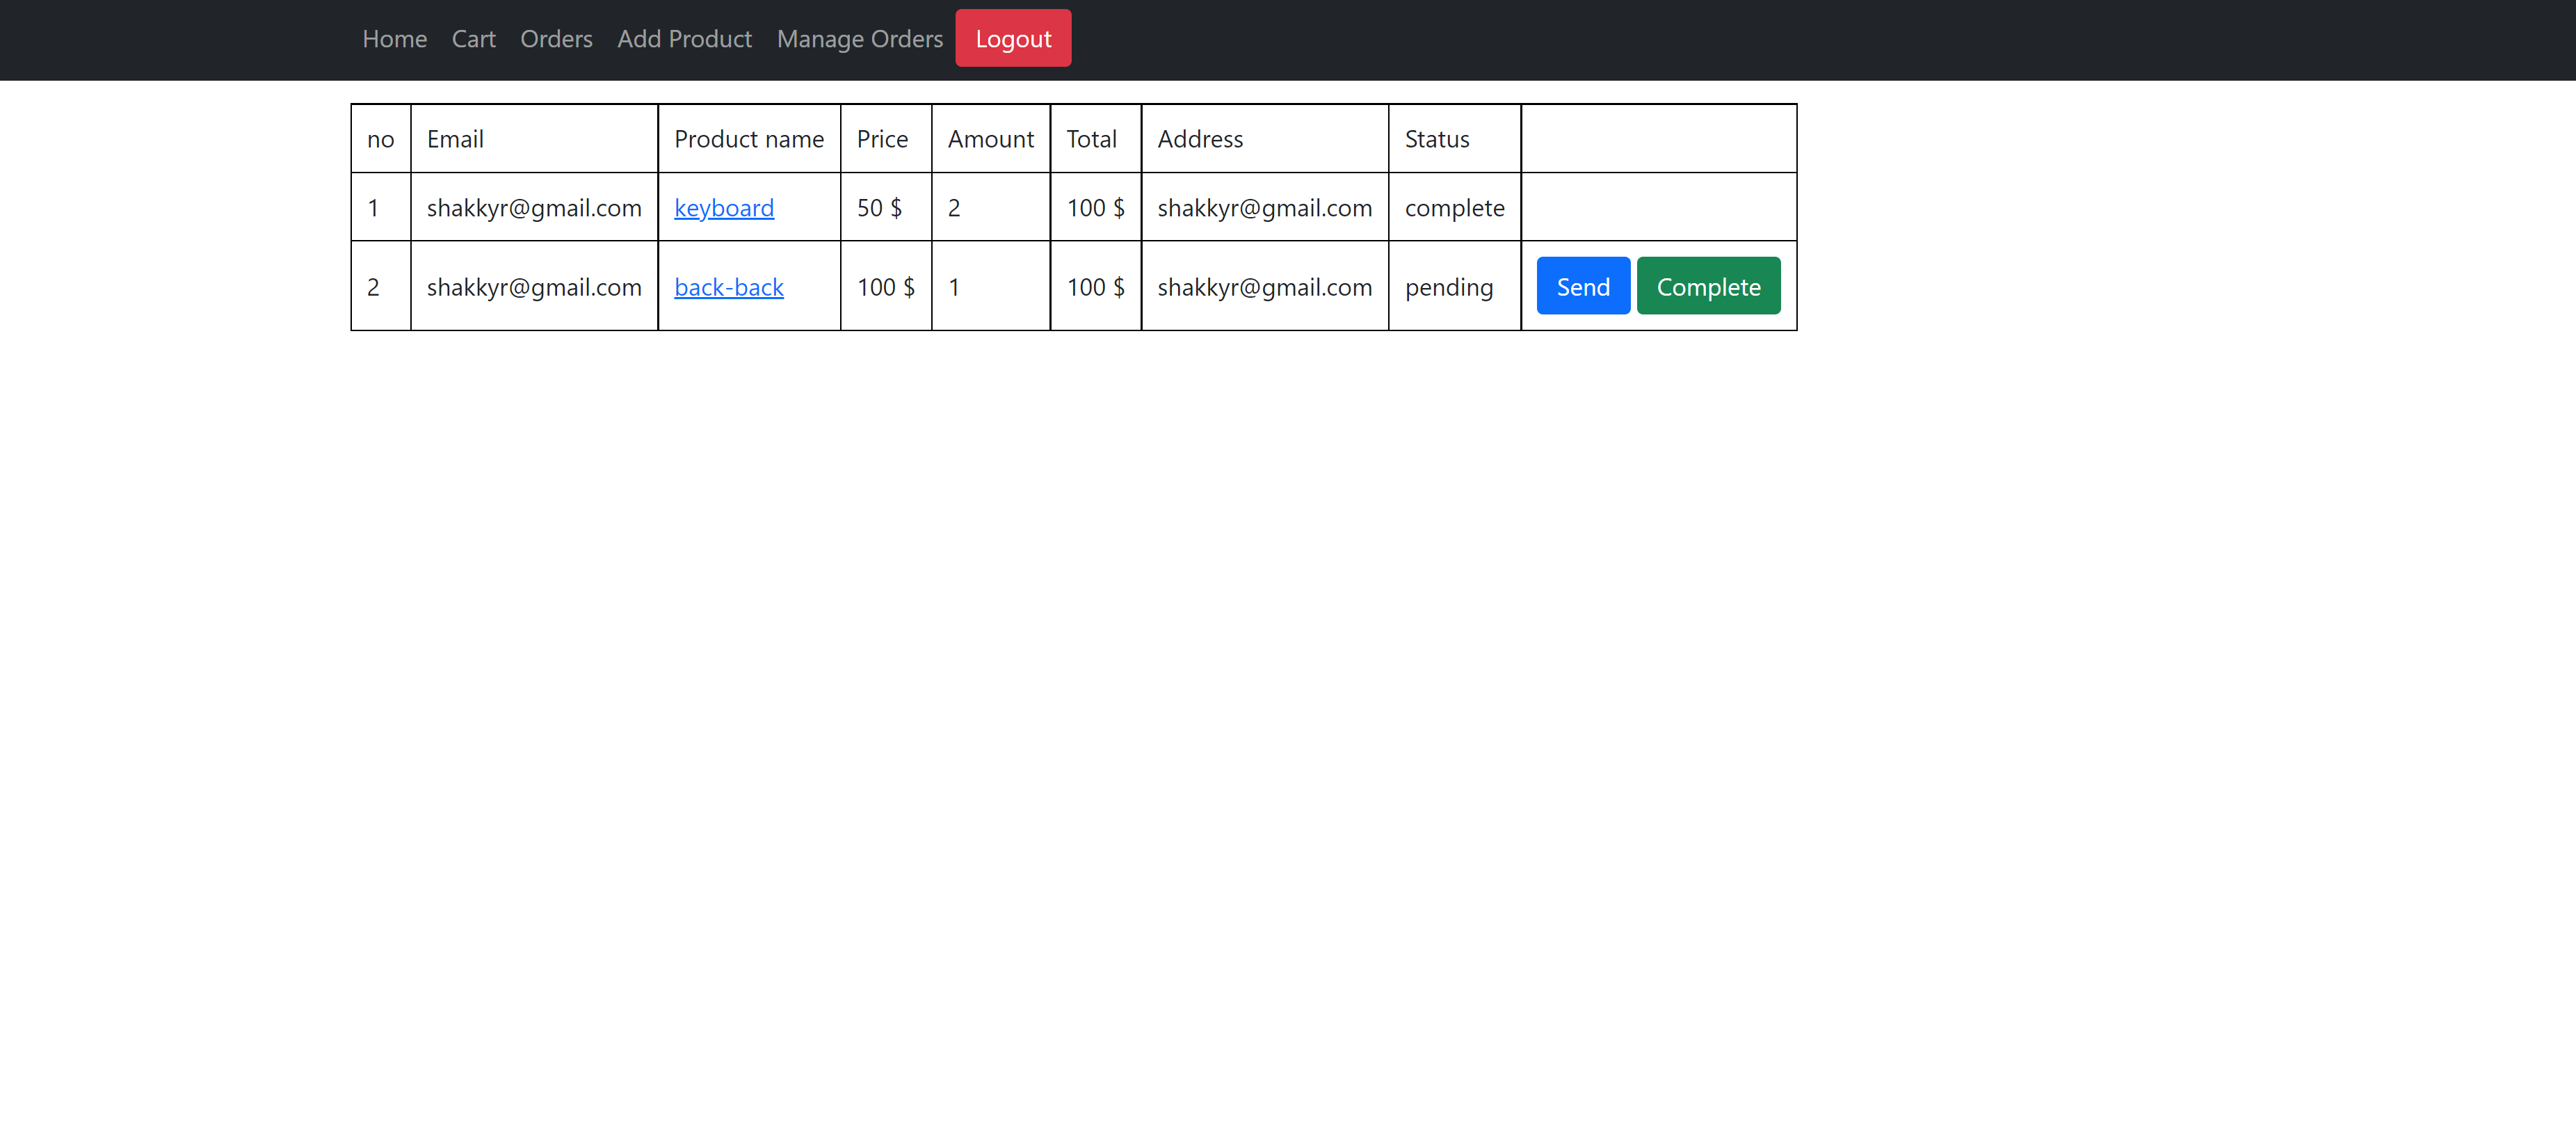 Home Cart Orders Add Product Manage Orders Logout
no Email Product name Price Amount Total Address Status
1 shakkyr@gmail.com keyboard 50 $ 2 100 $ shakkyr@gmail.com complete
2 shakkyr@gmail.com back-back 100 $ 1 100 $ shakkyr@gmail.com pending Send Complete